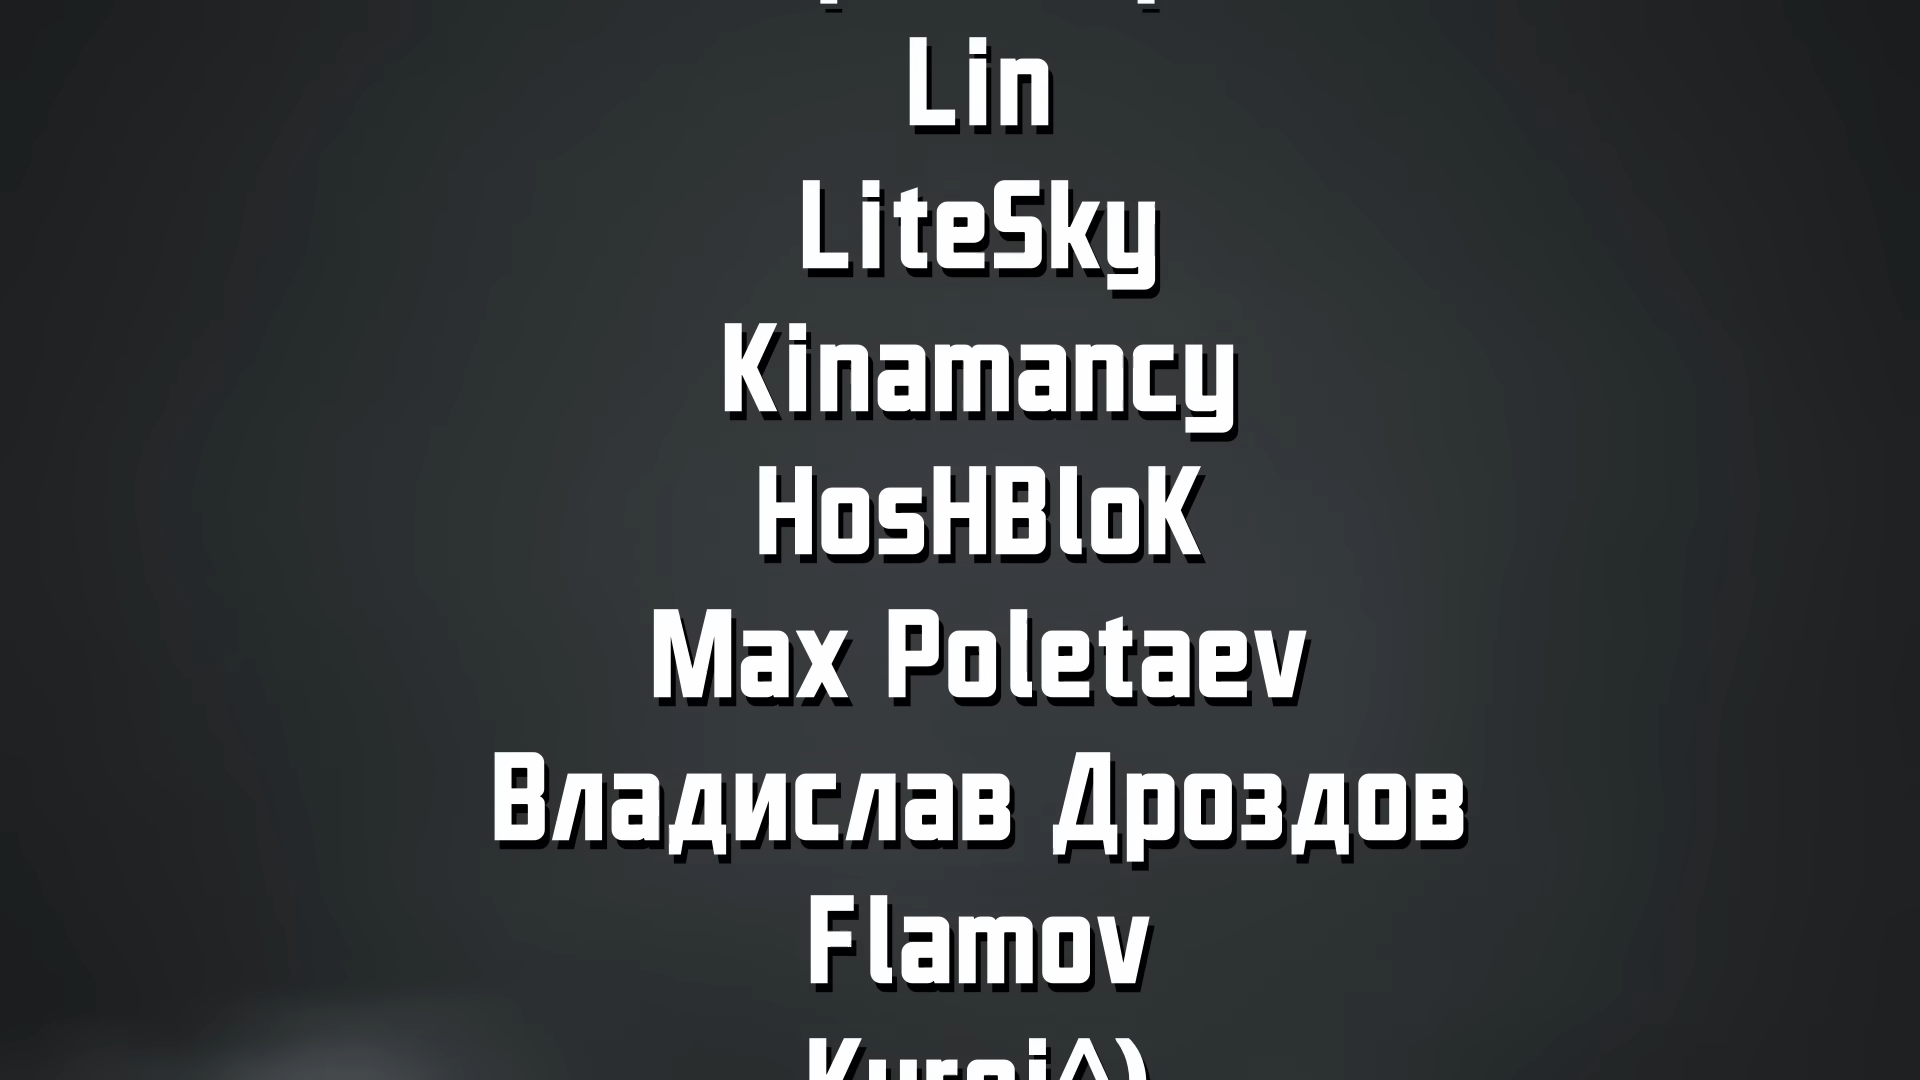 Lin
LiteSky
Kinamancy
HosHBloK
Max Poletaev
Владислав Дроздов
Flamov